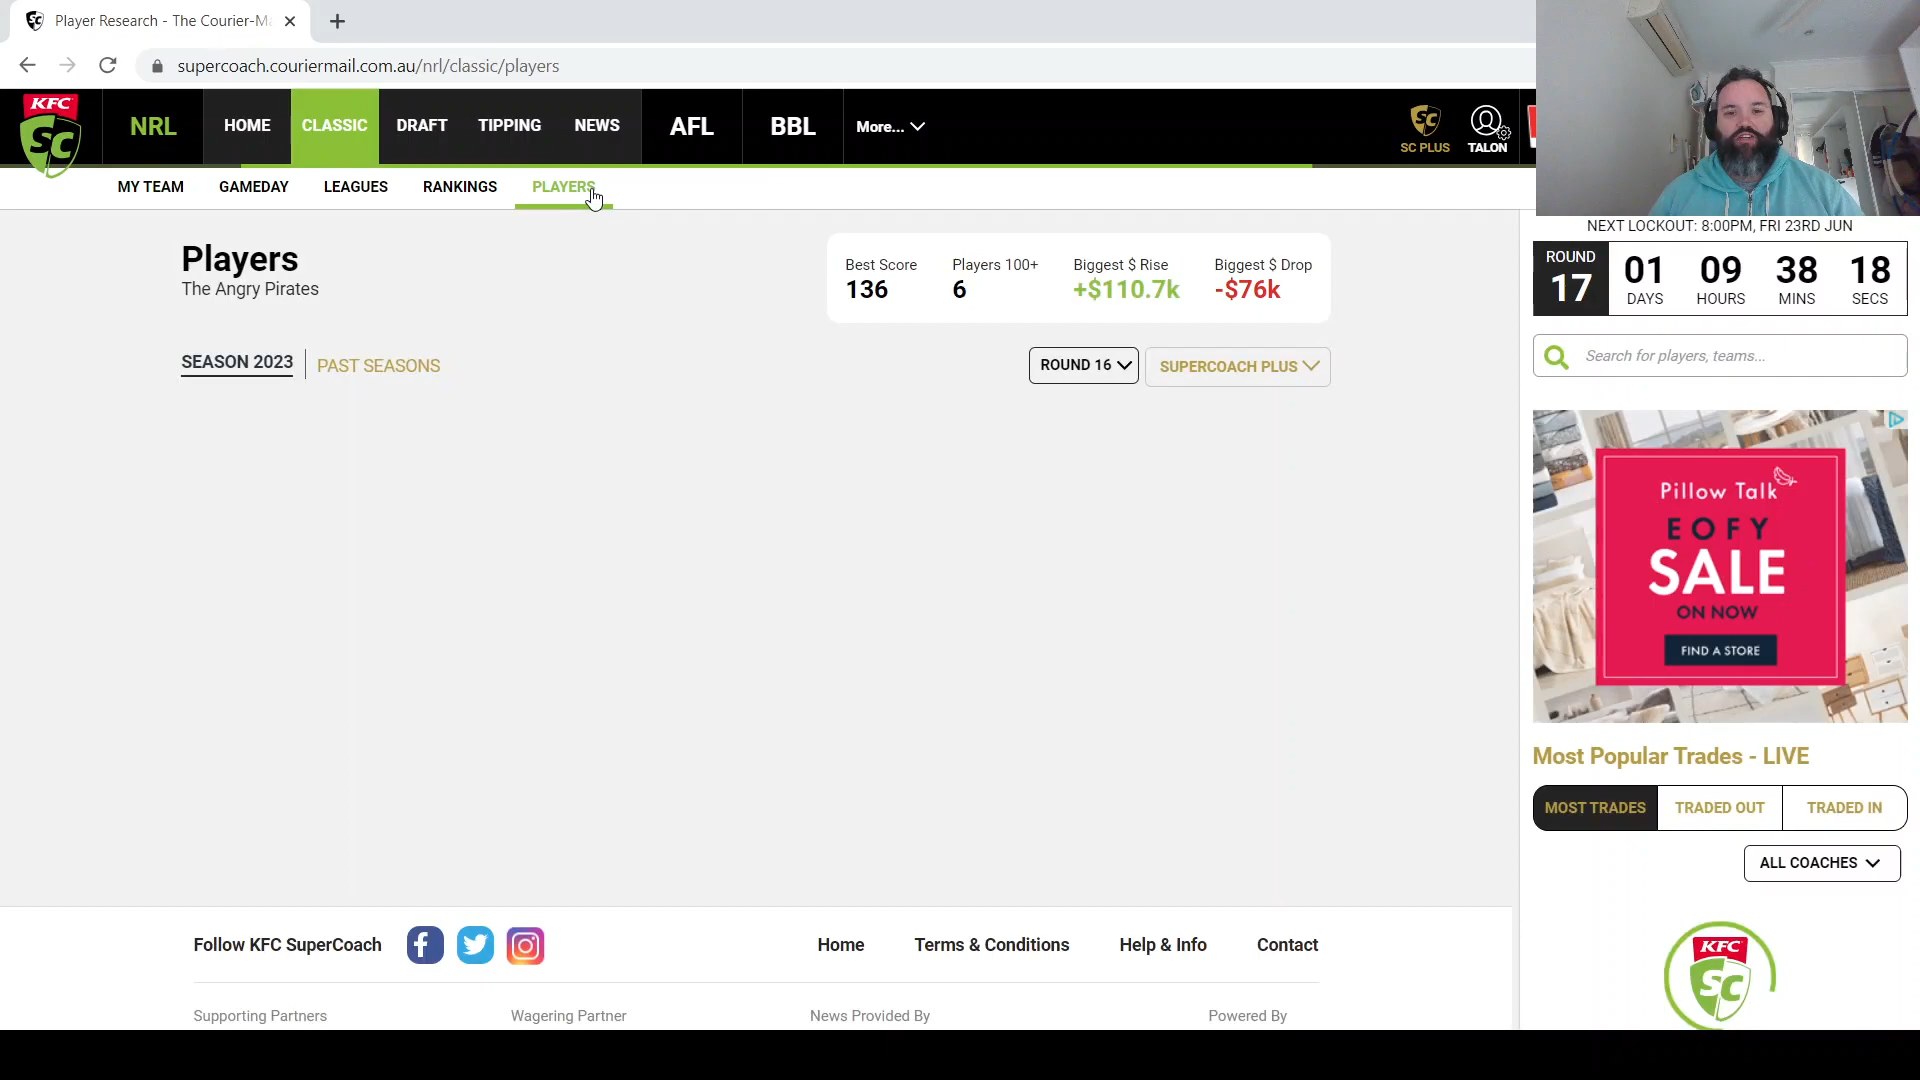 Player Research - The Courier-Ma
supercoach.couriermail.com.au/nrl/classic/players
KFC
SC
NRL
HOME
CLASSIC
DRAFT
TIPPING
NEWS
AFL
BBL
More...
SC
SC PLUS
TALON
MY TEAM
GAMEDAY
LEAGUES
RANKINGS
PLAYERS
NEXT LOCKOUT: 8:00PM, FRI 23RD JUN
ROUND
17
01
DAYS
09
HOURS
38
MINS
18
SECS
Players
The Angry Pirates
Best Score
136
Players 100+
6
Biggest $ Rise
+$110.7k
Biggest $ Drop
-$76k
SEASON 2023
PAST SEASONS
ROUND 16
SUPERCOACH PLUS
Search for players, teams...
Pillow Talk
EOFY
SALE
ON NOW
FIND A STORE
Most Popular Trades - LIVE
MOST TRADES
TRADED OUT
TRADED IN
ALL COACHES
KFC
SC
Follow KFC SuperCoach
Home
Terms & Conditions
Help & Info
Contact
Supporting Partners
Wagering Partner
News Provided By
Powered By